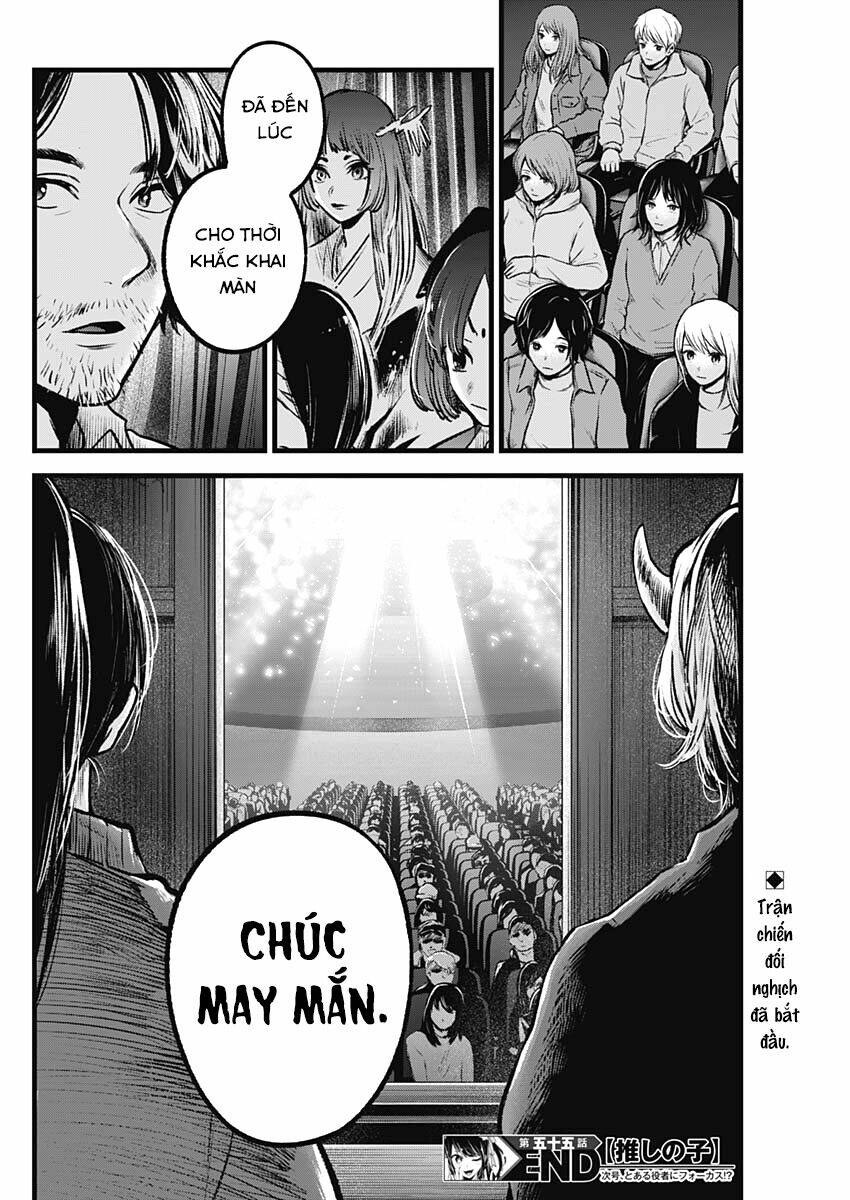 ĐÃ ĐẾN
LÚC
CHO THỜI
KHẮC KHAI
MÀN
CHÚC
MAY MẮN.
Trận
chiến
đối
nghịch
đã bắt
đầu.
第五十五話
END【推しの子】
次号、とある役者にフォーカス!?